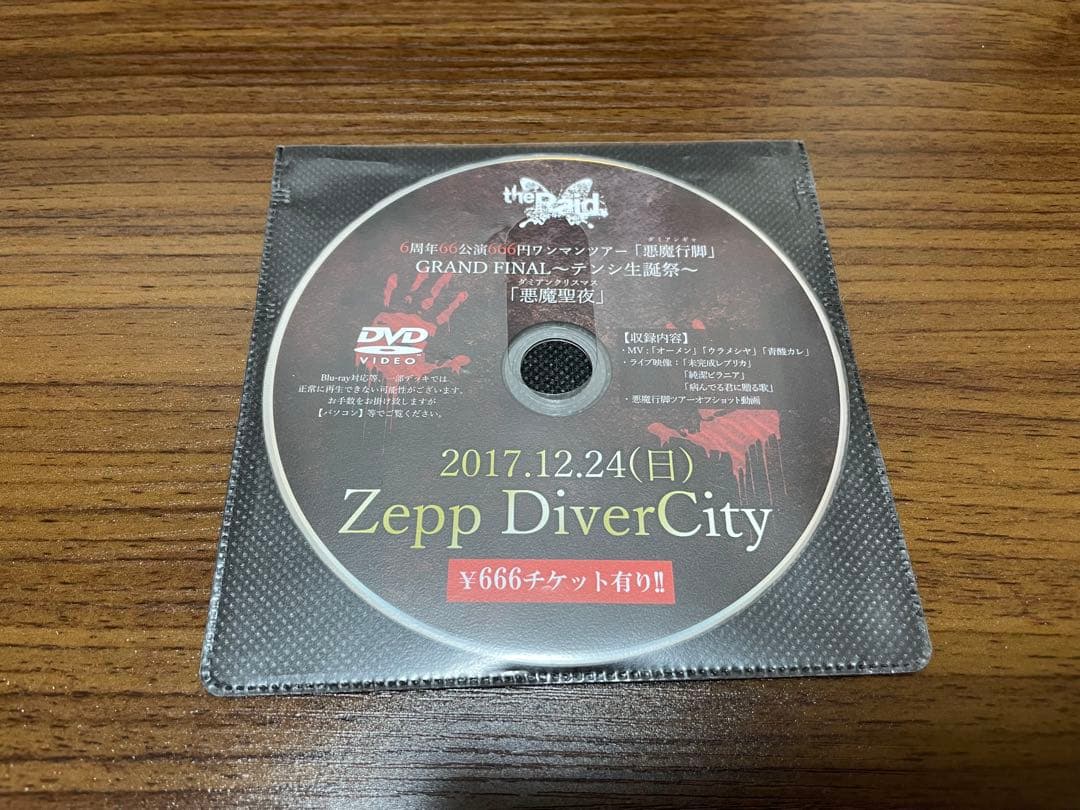 the Raid.
6周年66公演666円ワンマンツアー「悪魔行脚」
ダミアンギャ
GRAND FINAL～テンシ生誕祭～
ダミアンクリスマス
「悪魔聖夜」
DVD
VIDEO
Blu-ray対応等、一部デッキでは
正常に再生できない可能性がございます。
お手数をお掛け致しますが
【パソコン】等でご覧ください。
【収録内容】
・MV：「オーメン」「ウラメシヤ」「青酸カレ」
・ライブ映像：「未完成レプリカ」
「純潔ピラニア」
「病んでる君に贈る歌」
・悪魔行脚ツアーオフショット動画
2017.12.24(日)
Zepp DiverCity
¥666チケット有り!!